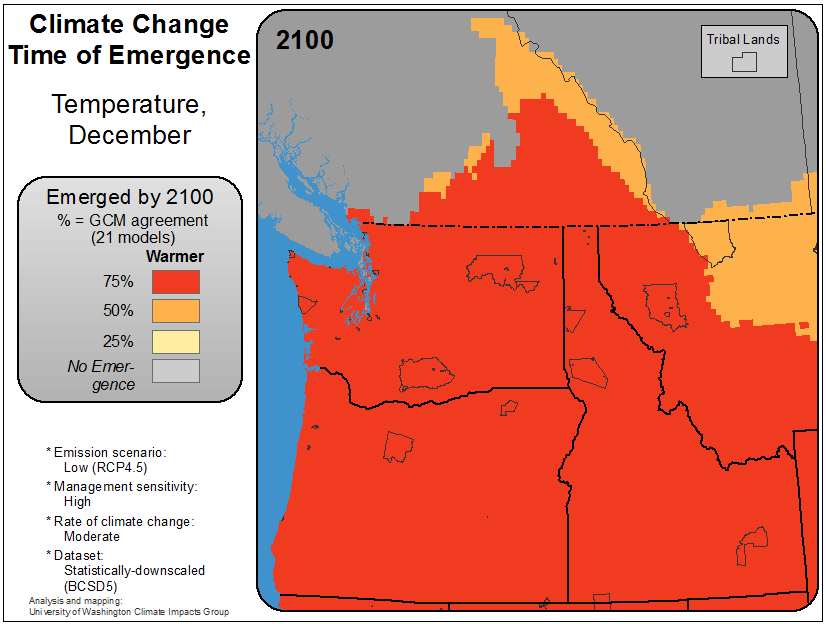 Climate Change
Time of Emergence
Temperature,
December
Emerged by 2100
% = GCM agreement
(21 models)
Warmer
75%
50%
25%
No Emer-
gence
* Emission scenario:
Low (RCP4.5)
* Management sensitivity:
High
* Rate of climate change:
Moderate
* Dataset:
Statistically-downscaled
(BCSD5)
Analysis and mapping:
University of Washington Climate Impacts Group
2100
Tribal Lands